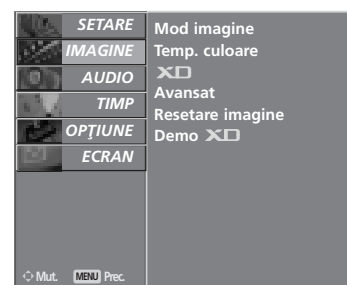 SETARE
IMAGINE
AUDIO
TIMP
OPŢIUNE
ECRAN
Mod imagine
Temp. culoare
XD
Avansat
Resetare imagine
Demo XD
Mut. MENU Prec.